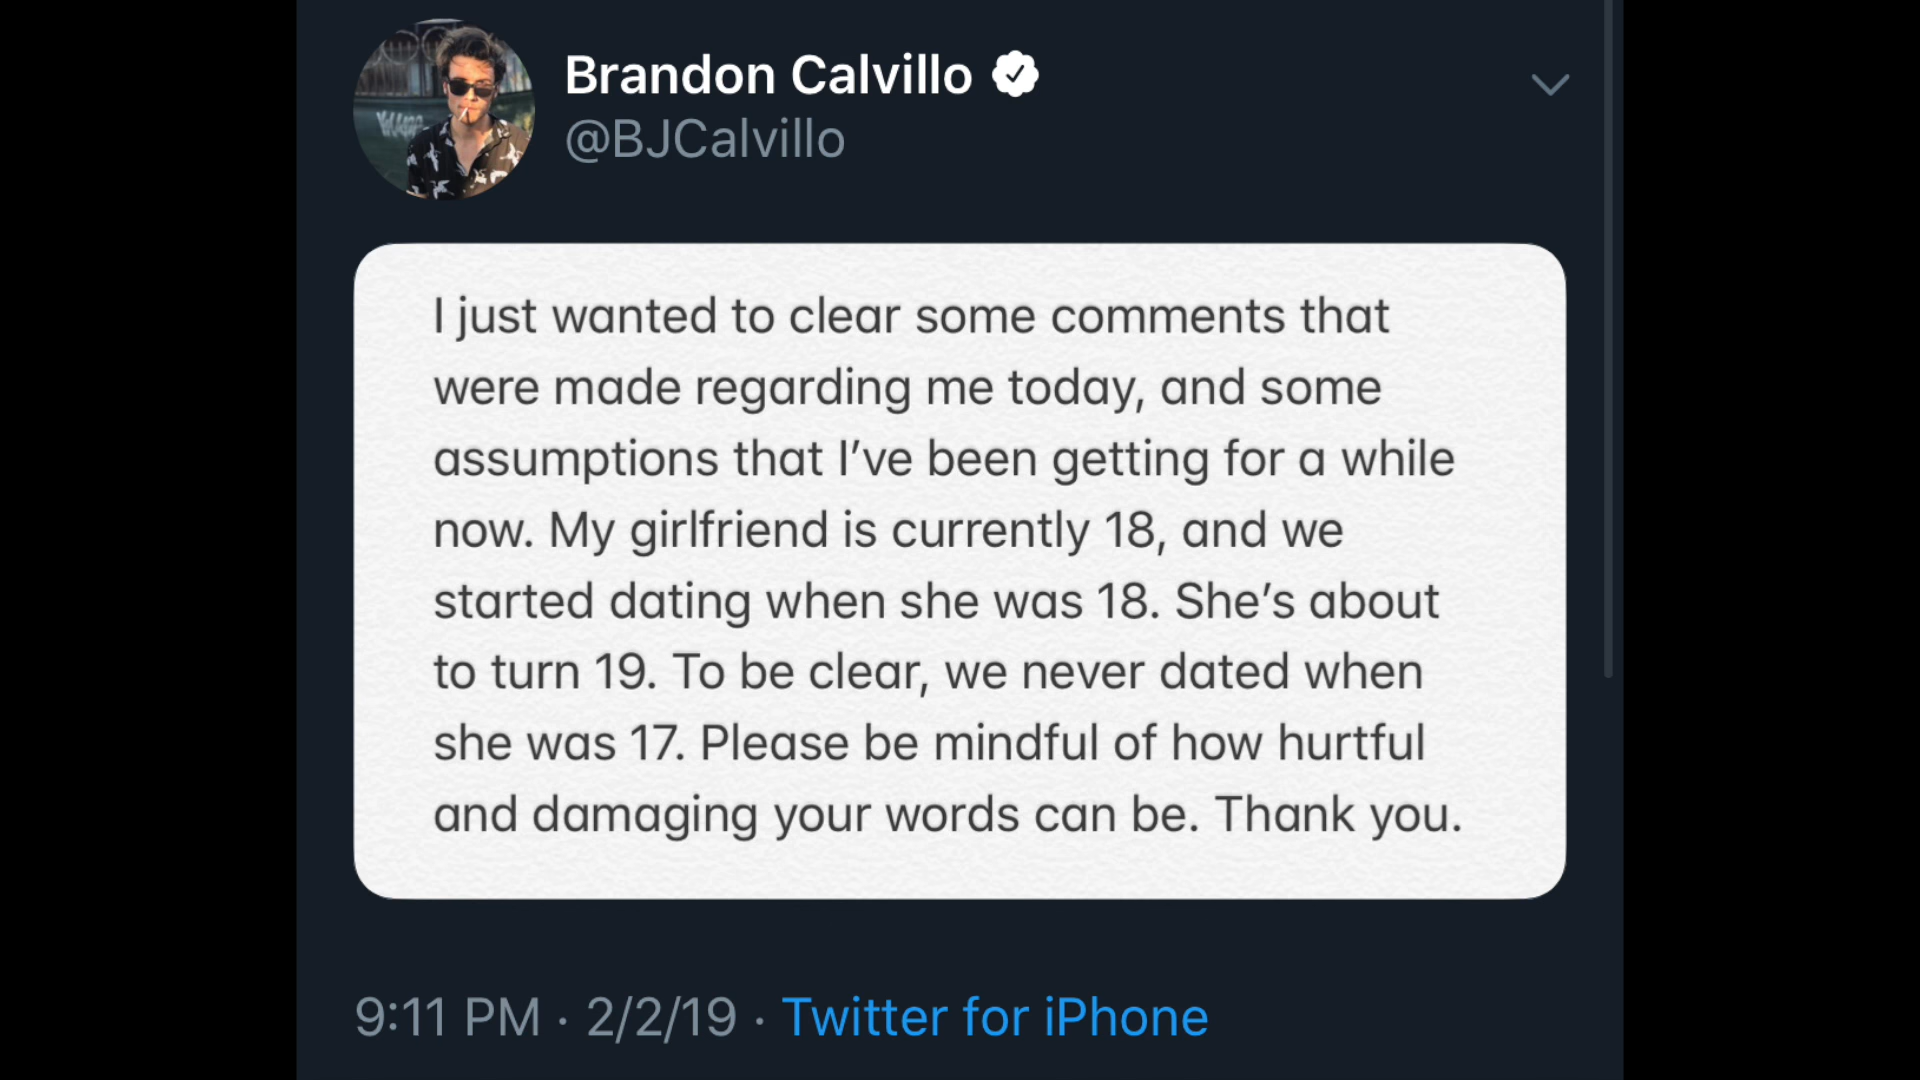 Brandon Calvillo
@BJCalvillo
I just wanted to clear some comments that
were made regarding me today, and some
assumptions that I’ve been getting for a while
now. My girlfriend is currently 18, and we
started dating when she was 18. She’s about
to turn 19. To be clear, we never dated when
she was 17. Please be mindful of how hurtful
and damaging your words can be. Thank you.
9:11 PM · 2/2/19 · Twitter for iPhone